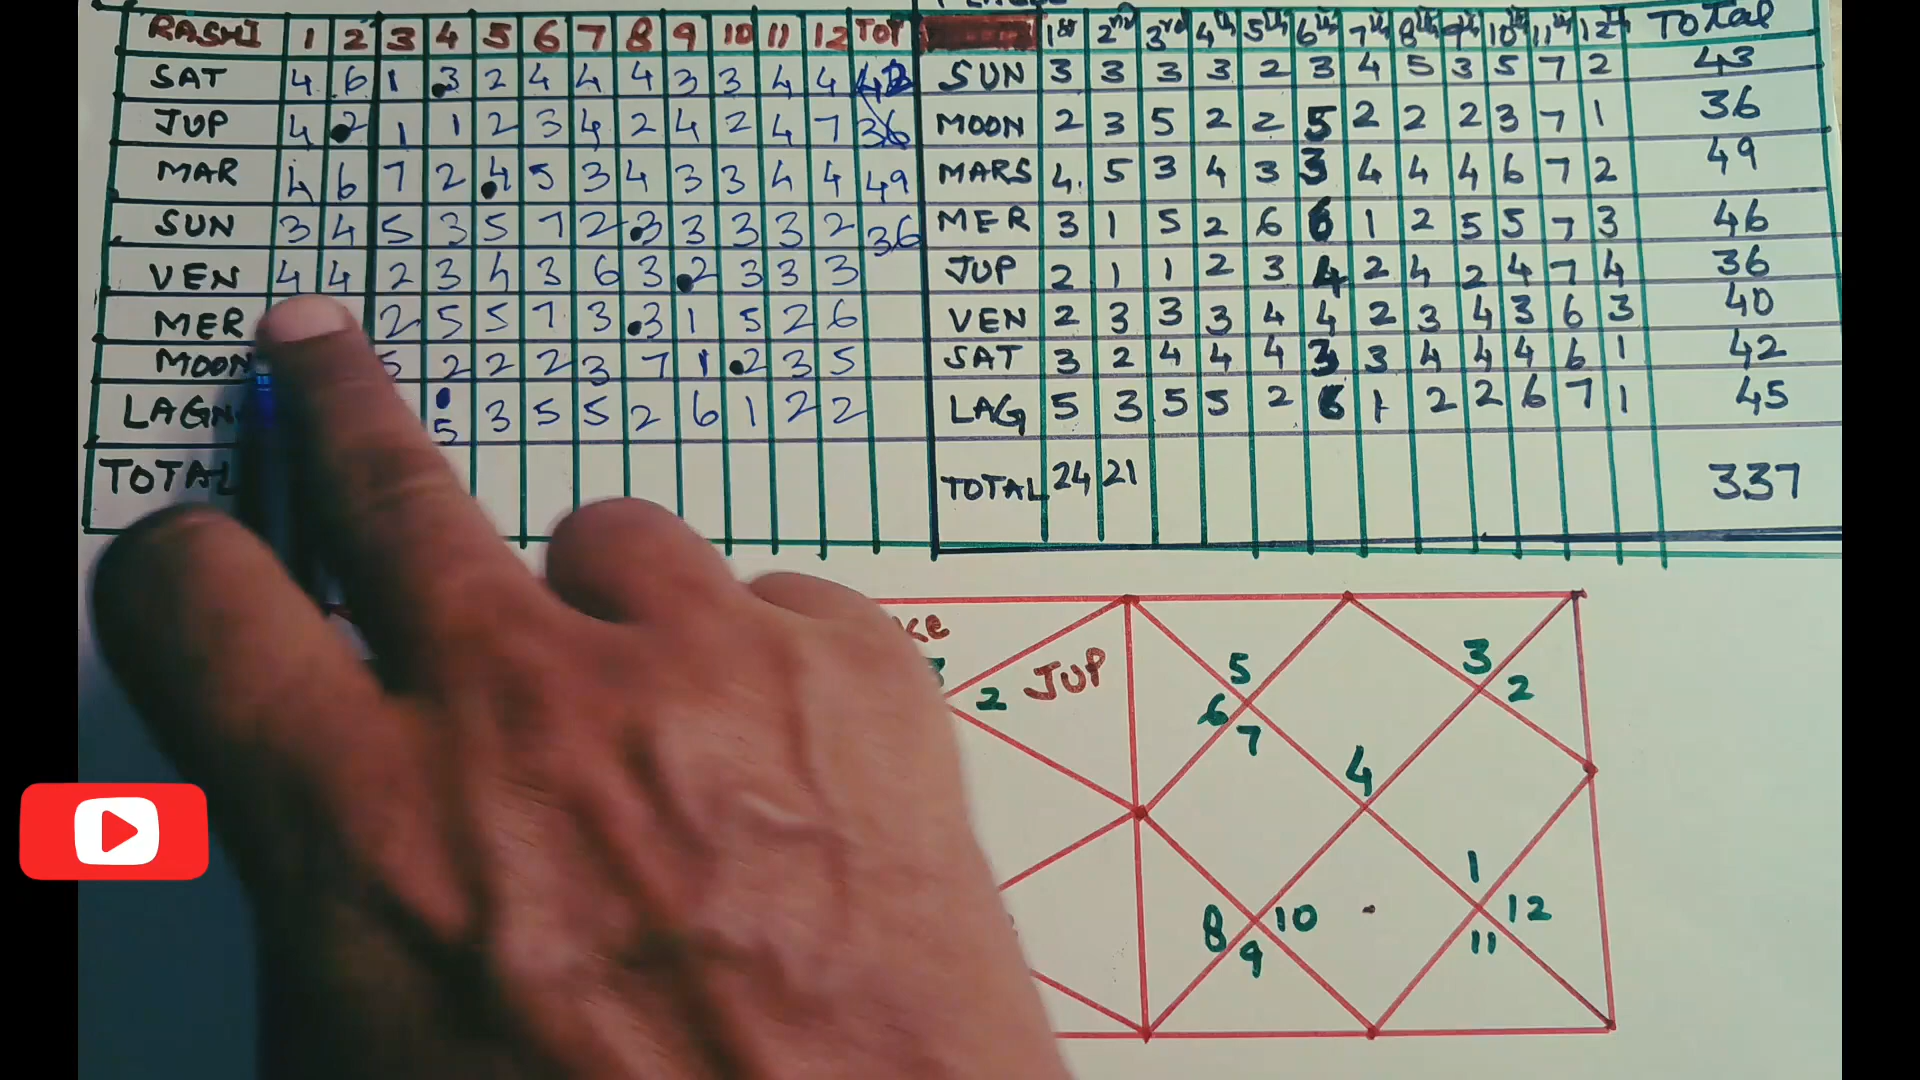 RASHI 1 2 3 4 5 6 7 8 9 10 11 12 TOT
SAT 4 6 1 3 2 4 4 4 3 3 4 4
JUP 4 2 1 1 2 3 4 2 4 2 4 7 36
MAR 4 6 7 2 4 5 3 4 3 3 4 4 49
SUN 3 4 5 3 5 7 2 3 3 3 3 2 36
VEN 4 4 2 3 4 3 6 3 2 3 3 3
MER 2 5 5 7 3 3 1 5 2 6
MOON 5 2 2 2 3 7 1 2 3 5
LAGN 5 3 5 5 2 6 1 2 2
TOTAL
1st 2nd 3rd 4th 5th 6th 7th 8th 9th 10th 11th 12th TOTAL
SUN 3 3 3 3 2 3 4 5 3 5 7 2 43
MOON 2 3 5 2 2 5 2 2 2 3 7 1 36
MARS 4. 5 3 4 3 3 4 4 4 6 7 2 49
MER 3 1 5 2 6 6 1 2 5 5 7 3 46
JUP 2 1 1 2 3 4 2 4 2 4 7 4 36
VEN 2 3 3 3 4 4 2 3 4 3 6 3 40
SAT 3 2 4 4 4 3 3 4 4 4 6 1 42
LAG 5 3 5 5 2 6 1 2 2 6 7 1 45
TOTAL 24 21 337
2 JUP
5 3
6 2
7
4
1
8 10 12
9 11